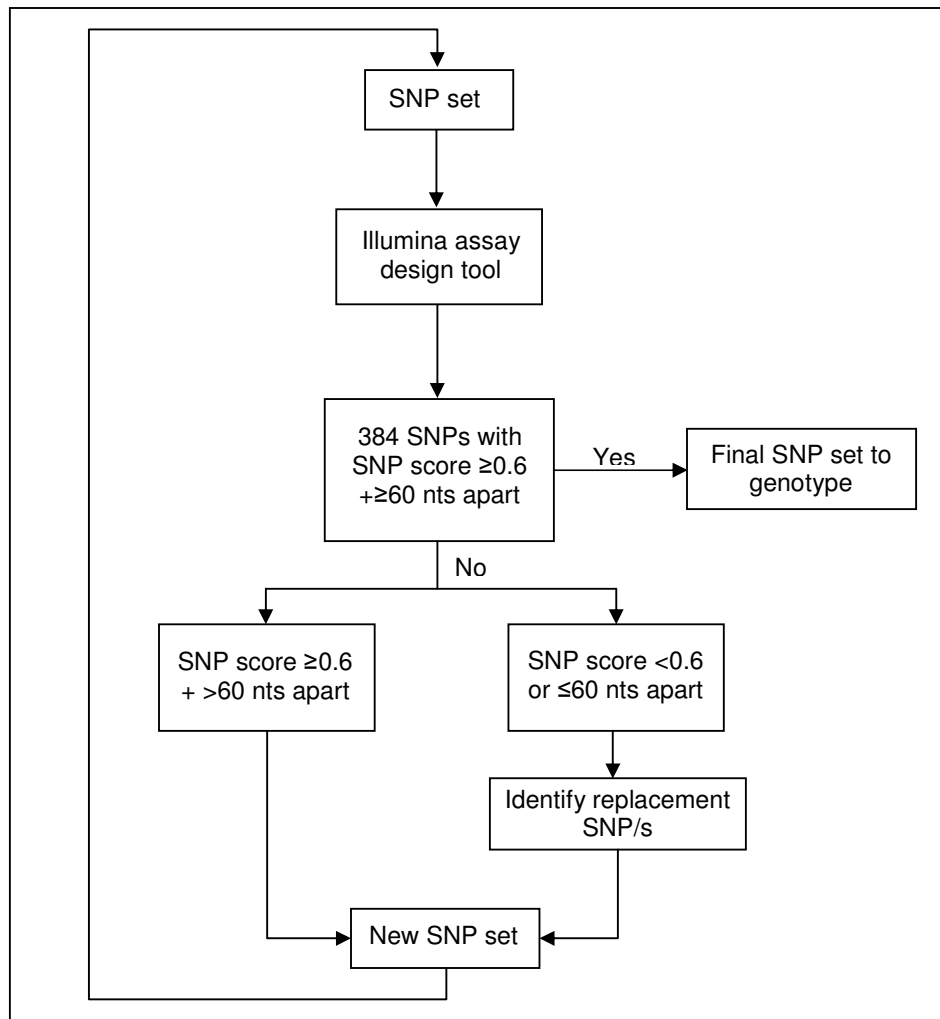 SNP set
Illumina assay
design tool
384 SNPs with
SNP score ≥0.6
+≥60 nts apart
Yes
Final SNP set to
genotype
No
SNP score ≥0.6
+ >60 nts apart
SNP score <0.6
or ≤60 nts apart
Identify replacement
SNP/s
New SNP set